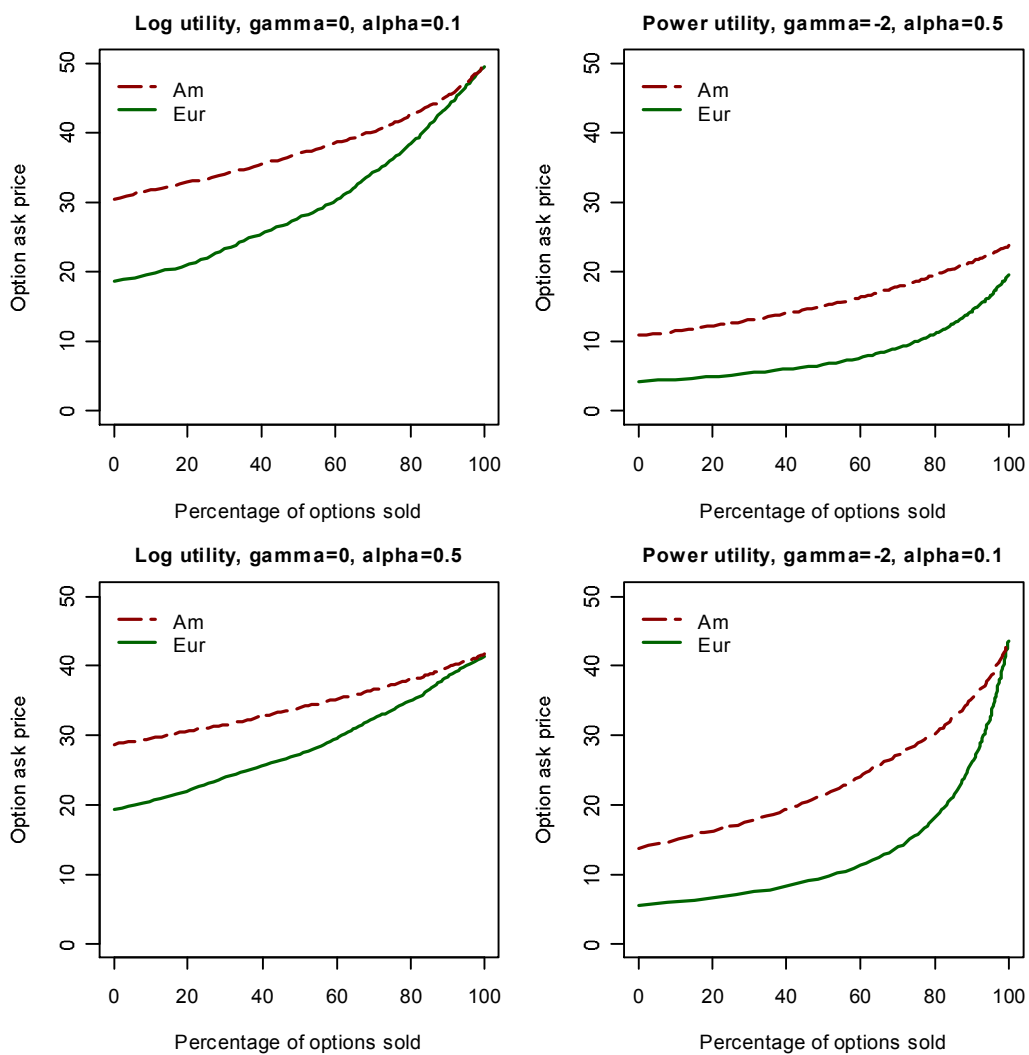 Log utility, gamma=0, alpha=0.1
50
40
30
20
10
0
Option ask price
Am
Eur
0 20 40 60 80 100
Percentage of options sold
Power utility, gamma=-2, alpha=0.5
50
40
30
20
10
0
Option ask price
Am
Eur
0 20 40 60 80 100
Percentage of options sold
Log utility, gamma=0, alpha=0.5
50
40
30
20
10
0
Option ask price
Am
Eur
0 20 40 60 80 100
Percentage of options sold
Power utility, gamma=-2, alpha=0.1
50
40
30
20
10
0
Option ask price
Am
Eur
0 20 40 60 80 100
Percentage of options sold